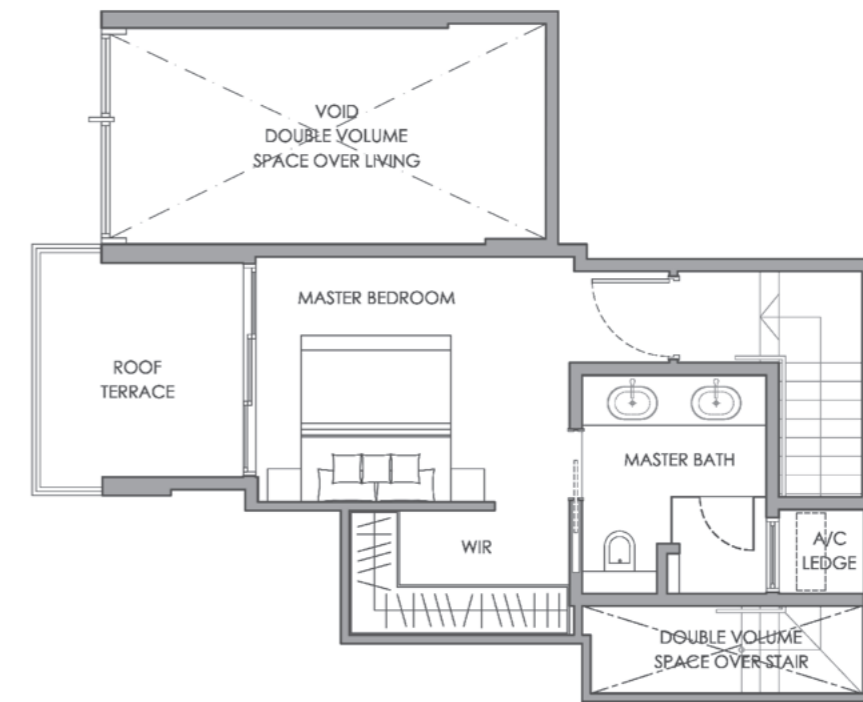 VOID
DOUBLE VOLUME
SPACE OVER LIVING
MASTER BEDROOM
ROOF
TERRACE
MASTER BATH
WIR
A/C
LEDGE
DOUBLE VOLUME
SPACE OVER STAIR